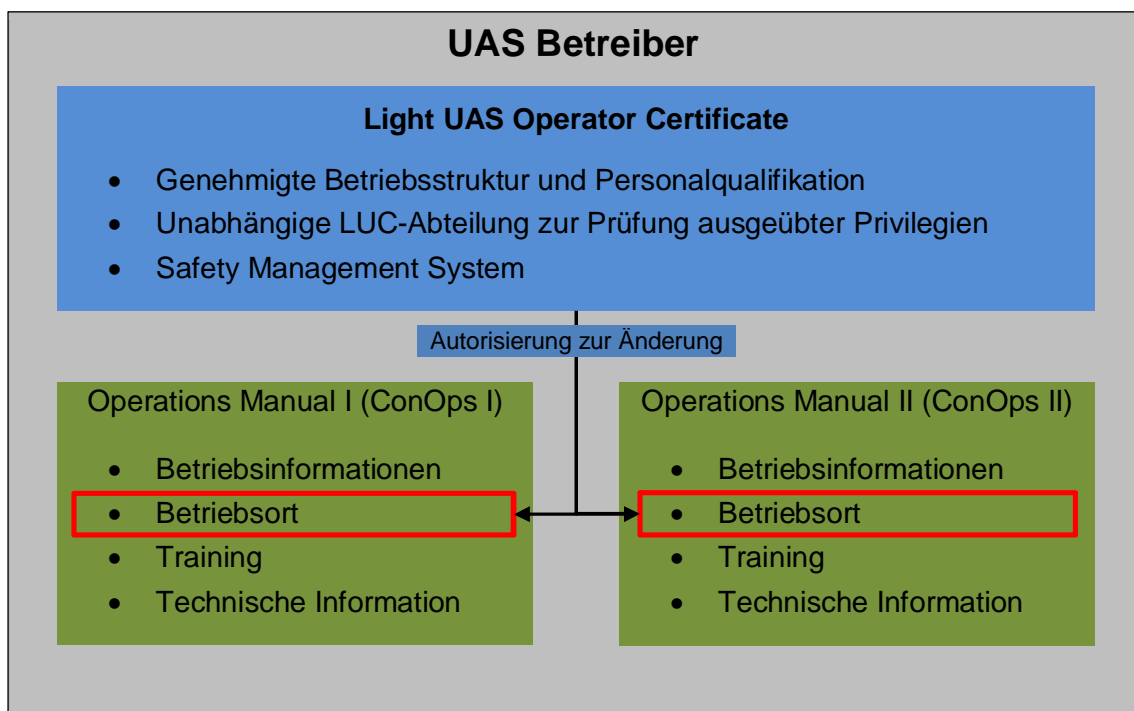 UAS Betreiber
Light UAS Operator Certificate
• Genehmigte Betriebsstruktur und Personalqualifikation
• Unabhängige LUC-Abteilung zur Prüfung ausgeübter Privilegien
• Safety Management System
Autorisierung zur Änderung
Operations Manual I (ConOps I)
• Betriebsinformationen
• Betriebsort
• Training
• Technische Information
Operations Manual II (ConOps II)
• Betriebsinformationen
• Betriebsort
• Training
• Technische Information